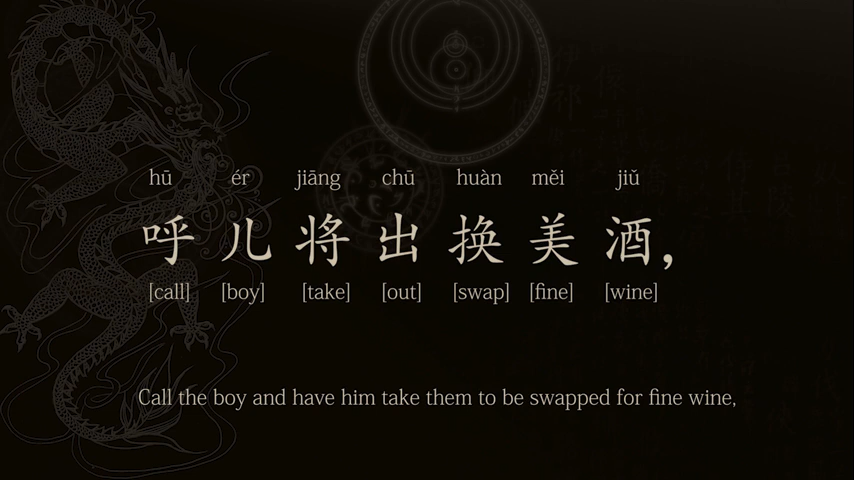 hū ér jiāng chū huàn měi jiǔ
呼儿将出换美酒,
[call] [boy] [take] [out] [swap] [fine] [wine]
Call the boy and have him take them to be swapped for fine wine,